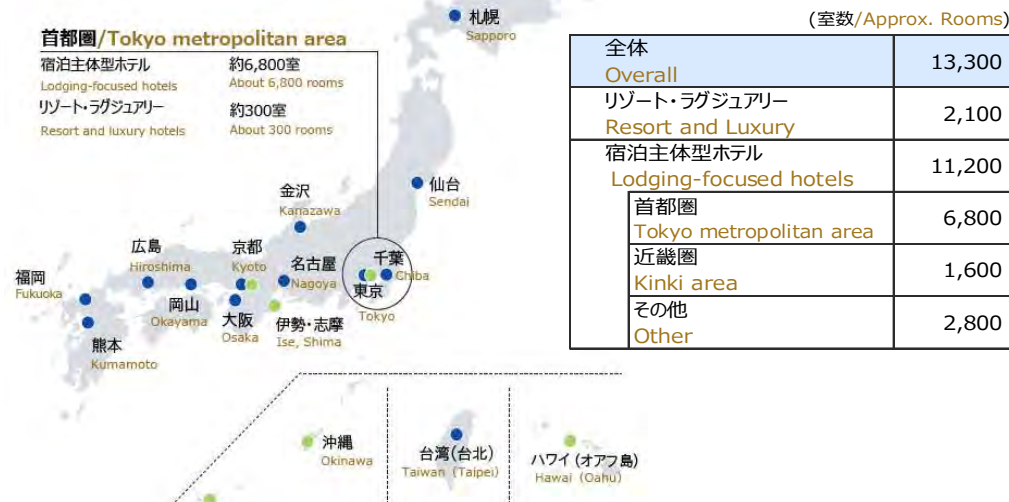 首都圏/Tokyo metropolitan area
宿泊主体型ホテル 約6,800室
Lodging-focused hotels About 6,800 rooms
リゾート・ラグジュアリー 約300室
Resort and luxury hotels About 300 rooms
札幌
Sapporo
仙台
Sendai
金沢
Kanazawa
広島
Hiroshima
京都
Kyoto
名古屋
Nagoya
千葉
Chiba
東京
Tokyo
福岡
Fukuoka
岡山
Okayama
大阪
Osaka
伊勢・志摩
Ise, Shima
熊本
Kumamoto
沖縄
Okinawa
台湾(台北)
Taiwan (Taipei)
ハワイ (オアフ島)
Hawai (Oahu)
(室数/Approx. Rooms)
全体 13,300
Overall
リゾート・ラグジュアリー 2,100
Resort and Luxury
宿泊主体型ホテル 11,200
Lodging-focused hotels
首都圏 6,800
Tokyo metropolitan area
近畿圏 1,600
Kinki area
その他 2,800
Other